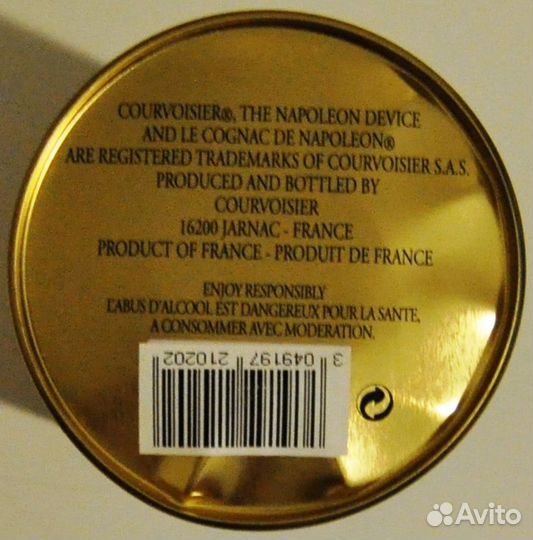 COURVOISIER®, THE NAPOLEON DEVICE
AND LE COGNAC DE NAPOLEON®
ARE REGISTERED TRADEMARKS OF COURVOISIER S.A.S.
PRODUCED AND BOTTLED BY
COURVOISIER
16200 JARNAC - FRANCE
PRODUCT OF FRANCE - PRODUIT DE FRANCE
ENJOY RESPONSIBLY
L'ABUS D'ALCOOL EST DANGEREUX POUR LA SANTE,
A CONSOMMER AVEC MODERATION.
3 049197 210202
Avito